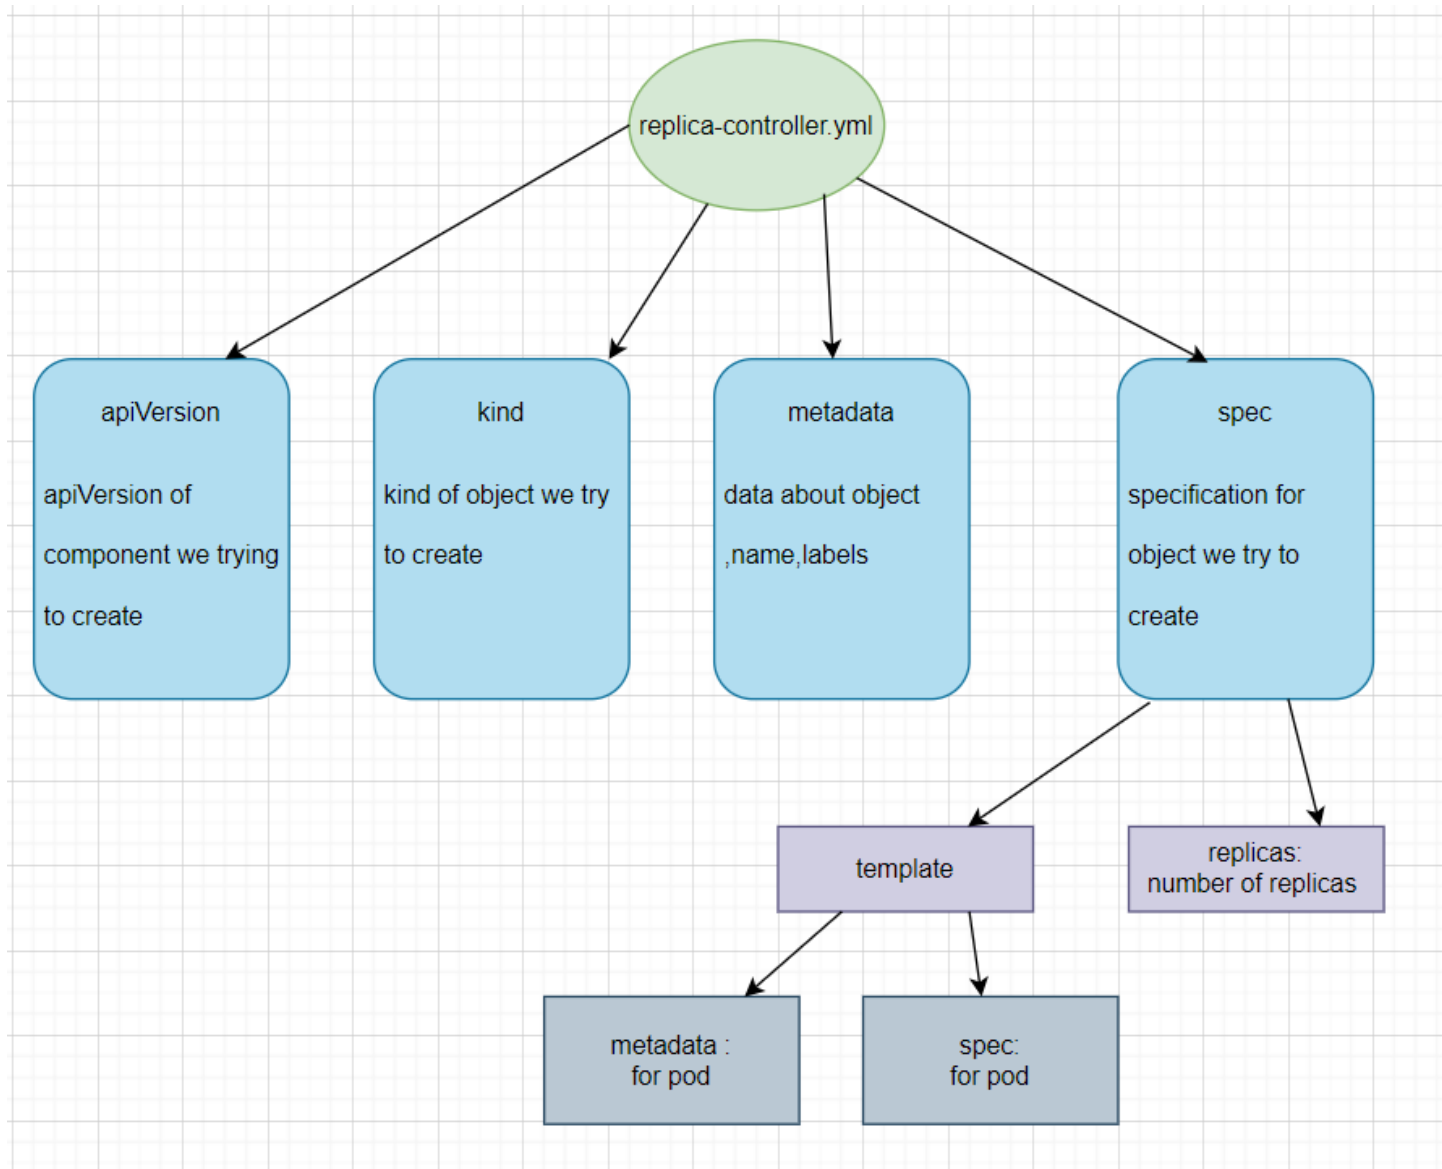 replica-controller.yml
apiVersion
apiVersion of
component we trying
to create
kind
kind of object we try
to create
metadata
data about object
,name,labels
spec
specification for
object we try to
create
template
replicas:
number of replicas
metadata :
for pod
spec:
for pod